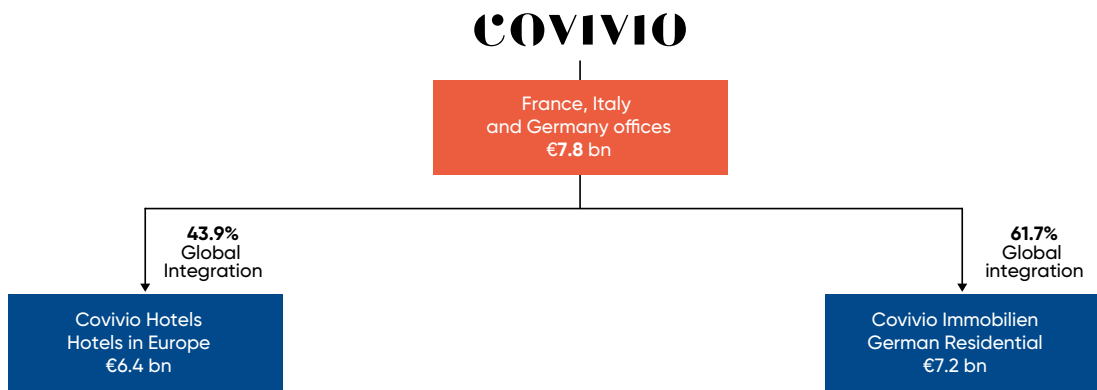 COVIVIO
France, Italy
and Germany offices
€7.8 bn
43.9%
Global
Integration
61.7%
Global
integration
Covivio Hotels
Hotels in Europe
€6.4 bn
Covivio Immobilien
German Residential
€7.2 bn